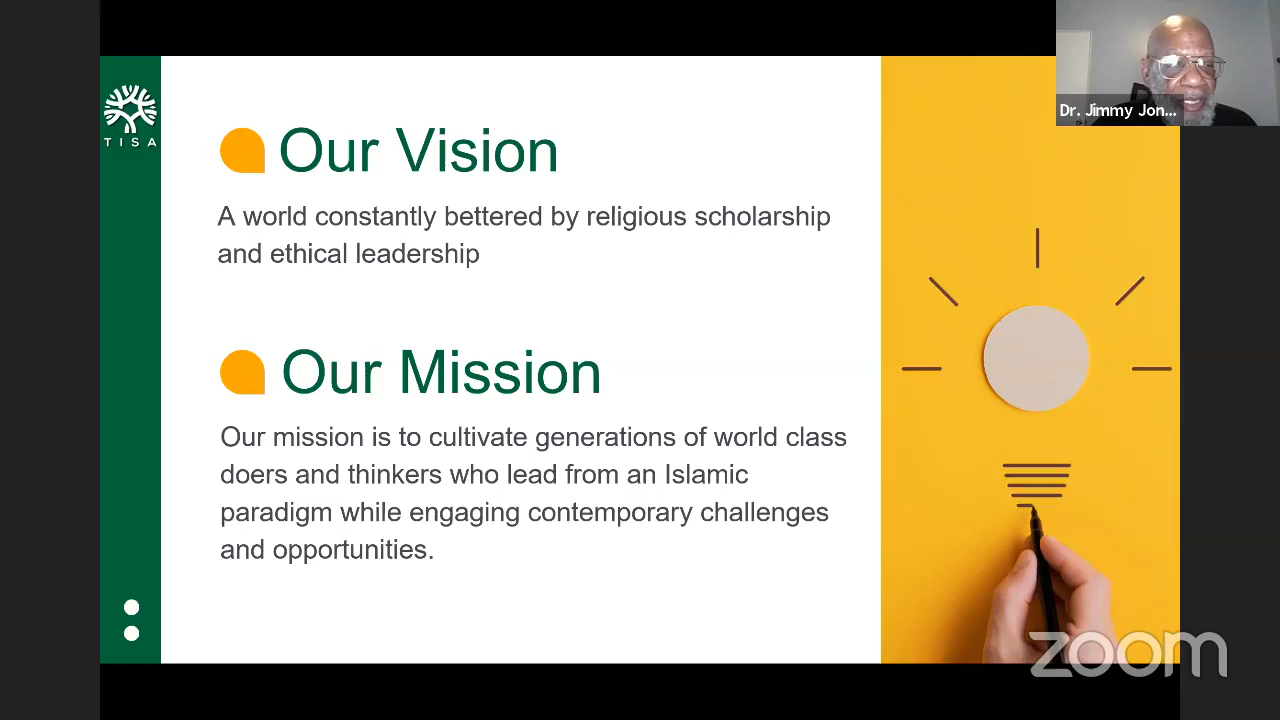 TISA
Dr. Jimmy Jon...
Our Vision
A world constantly bettered by religious scholarship
and ethical leadership
Our Mission
Our mission is to cultivate generations of world class
doers and thinkers who lead from an Islamic
paradigm while engaging contemporary challenges
and opportunities.
zoom